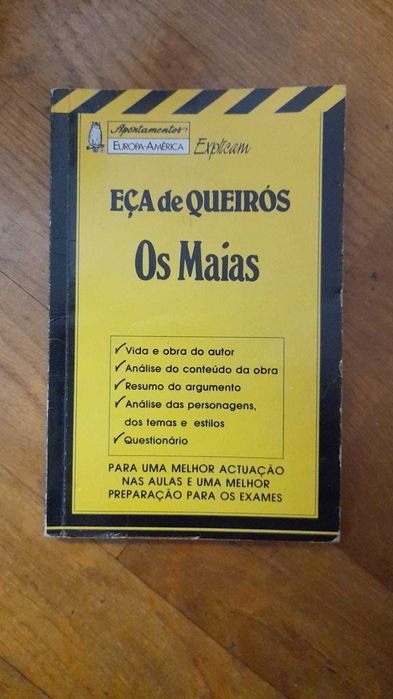 Apontamentos
EUROPA-AMÉRICA Explicam
EÇA de QUEIRÓS
Os Maias
Vida e obra do autor
Análise do conteúdo da obra
Resumo do argumento
Análise das personagens,
dos temas e estilos
Questionário
PARA UMA MELHOR ACTUAÇÃO
NAS AULAS E UMA MELHOR
PREPARAÇÃO PARA OS EXAMES